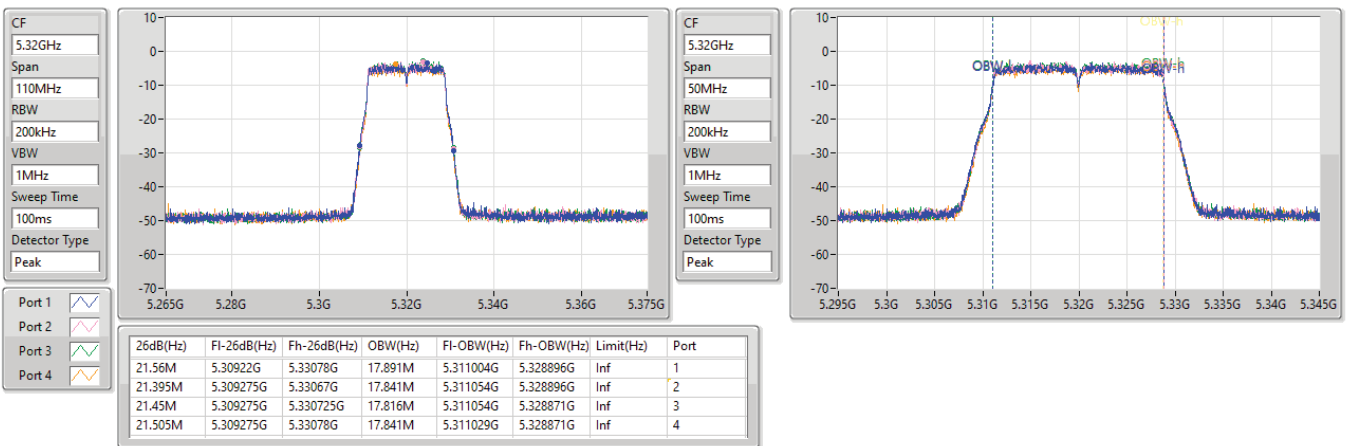 CF
5.32GHz
Span
110MHz
RBW
200kHz
VBW
1MHz
Sweep Time
100ms
Detector Type
Peak
10
0
-10
-20
-30
-40
-50
-60
-70
5.265G 5.28G 5.3G 5.32G 5.34G 5.36G 5.375G
CF
5.32GHz
Span
50MHz
RBW
200kHz
VBW
1MHz
Sweep Time
100ms
Detector Type
Peak
10
0
-10
-20
-30
-40
-50
-60
-70
OBW-h
OBW-h
5.295G 5.3G 5.305G 5.31G 5.315G 5.32G 5.325G 5.33G 5.335G 5.34G 5.345G
Port 1
Port 2
Port 3
Port 4
26dB(Hz) Fl-26dB(Hz) Fh-26dB(Hz) OBW(Hz) Fl-OBW(Hz) Fh-OBW(Hz) Limit(Hz) Port
21.56M 5.30922G 5.33078G 17.891M 5.311004G 5.328896G Inf 1
21.395M 5.309275G 5.33067G 17.841M 5.311054G 5.328896G Inf 2
21.45M 5.309275G 5.330725G 17.816M 5.311054G 5.328871G Inf 3
21.505M 5.309275G 5.33078G 17.841M 5.311029G 5.328871G Inf 4